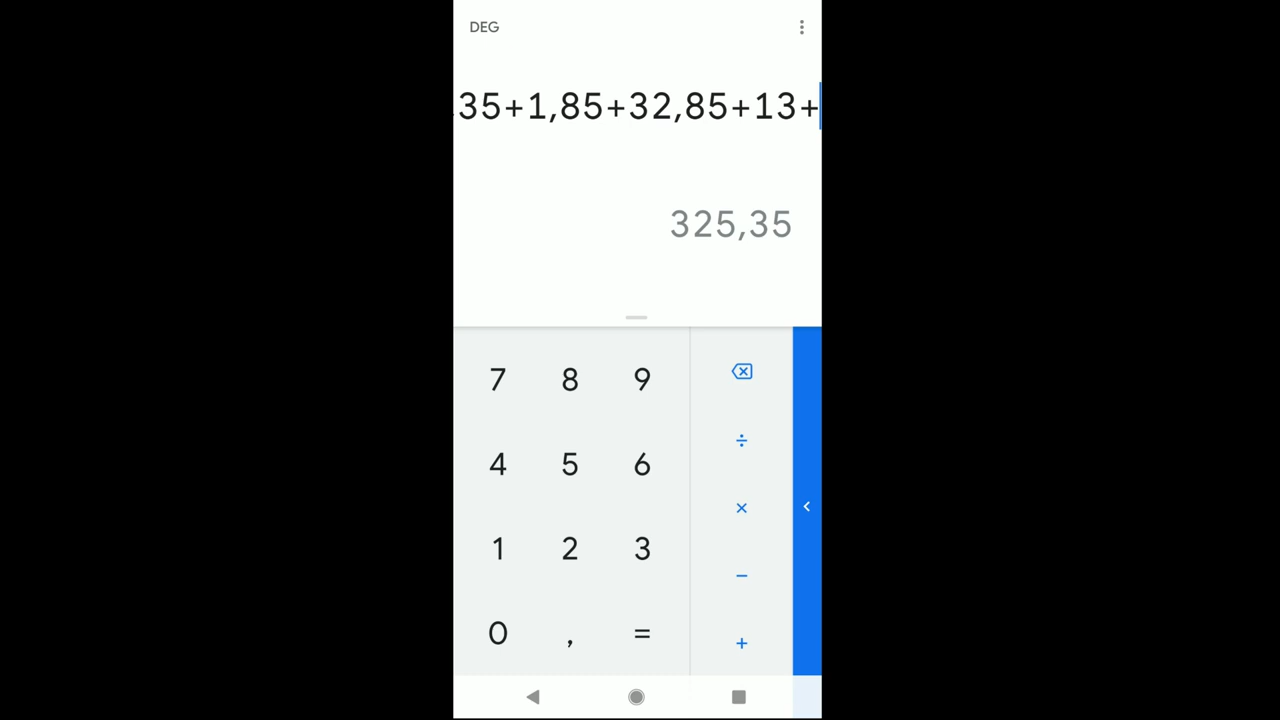 DEG
35+1,85+32,85+13+
325,35
7 8 9
÷
4 5 6
×
1 2 3
−
0 , =
+